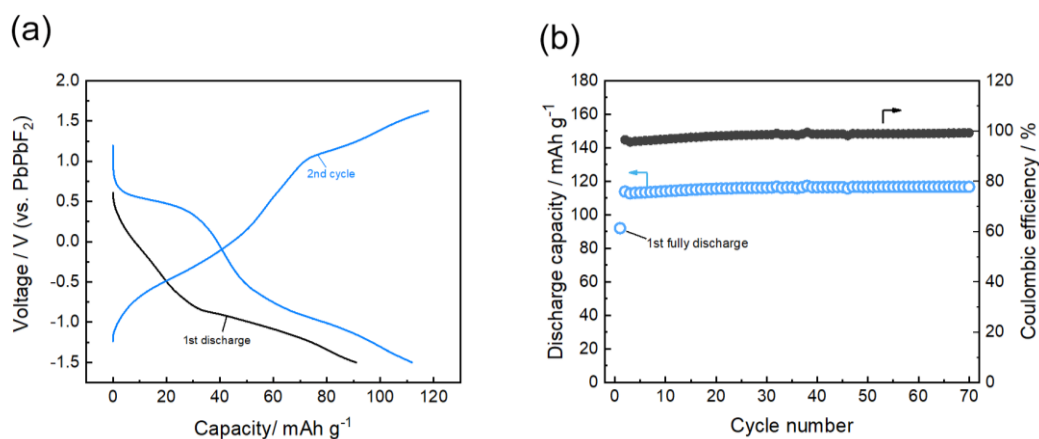 (a)
Voltage / V (vs. PbPbF2)
2.0
1.5
1.0
0.5
0.0
-0.5
-1.0
-1.5
2nd cycle
1st discharge
0 20 40 60 80 100 120
Capacity/ mAh g-1
(b)
Discharge capacity / mAh g-1
180
160
140
120
100
80
60
40
20
0
1st fully discharge
0 10 20 30 40 50 60 70
Cycle number
120
100
80
60
40
20
0
Coulombic efficiency / %